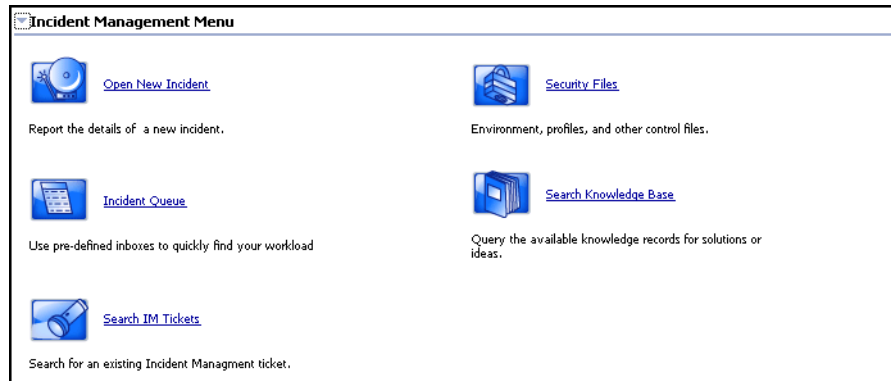 Incident Management Menu
Open New Incident
Report the details of a new incident.
Incident Queue
Use pre-defined inboxes to quickly find your workload
Search IM Tickets
Search for an existing Incident Managment ticket.
Security Files
Environment, profiles, and other control files.
Search Knowledge Base
Query the available knowledge records for solutions or
ideas.